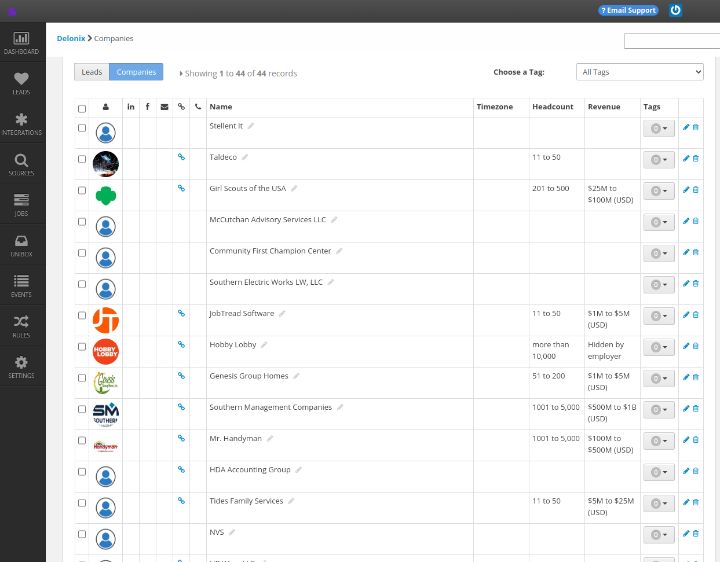 ? Email Support
Delonix > Companies
DASHBOARD
LEADS
INTEGRATIONS
SOURCES
JOBS
UNIBOX
EVENTS
RULES
SETTINGS
Leads Companies Showing 1 to 44 of 44 records Choose a Tag: All Tags
in f Name Timezone Headcount Revenue Tags
Stellent It 0
Taldeco 11 to 50 0
Girl Scouts of the USA 201 to 500 $25M to $100M (USD) 0
McCutchan Advisory Services LLC 0
Community First Champion Center 0
Southern Electric Works LW, LLC 0
JT JobTread Software 11 to 50 $1M to $5M (USD) 0
HOBBY LOBBY Hobby Lobby more than 10,000 Hidden by employer 0
Genesis Group Homes 51 to 200 $1M to $5M (USD) 0
SM SOUTHERN Southern Management Companies 1001 to 5,000 $500M to $1B (USD) 0
Handyman Mr. Handyman 1001 to 5,000 $100M to $500M (USD) 0
HDA Accounting Group 0
Tides Family Services 11 to 50 $5M to $25M (USD) 0
NVS 0